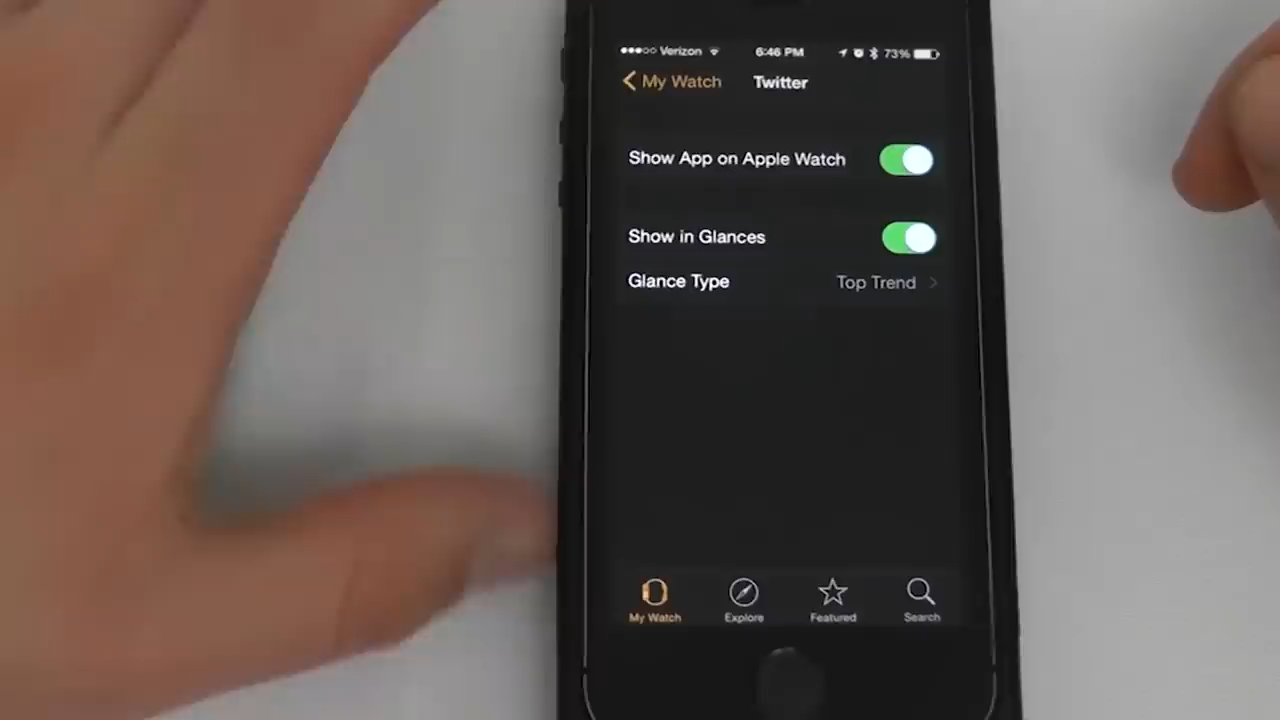 Verizon 6:46 PM 73%
My Watch Twitter
Show App on Apple Watch
Show in Glances
Glance Type Top Trend
My Watch Explore Featured Search